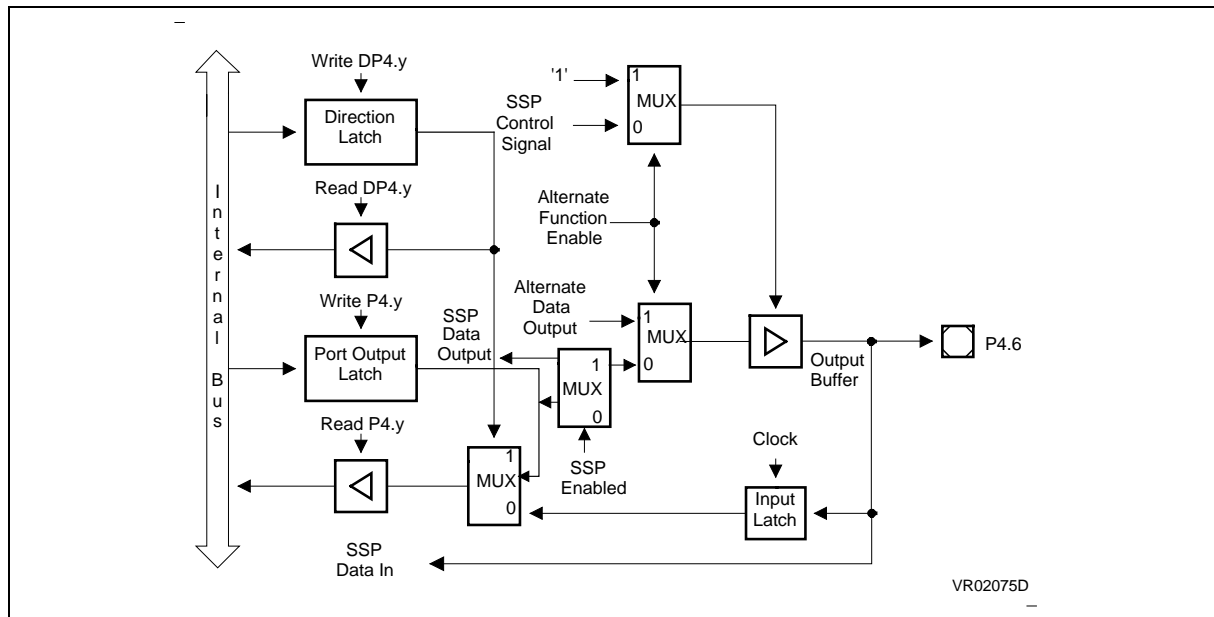 Write DP4.y
Direction
Latch
Read DP4.y
Write P4.y
Port Output
Latch
Read P4.y
Internal Bus
SSP
Data In
'1'
SSP
Control
Signal
1
MUX
0
Alternate
Function
Enable
Alternate
Data
Output
1
MUX
0
SSP
Data
Output
1
MUX
0
SSP
Enabled
1
MUX
0
Output
Buffer
P4.6
Clock
Input
Latch
VR02075D